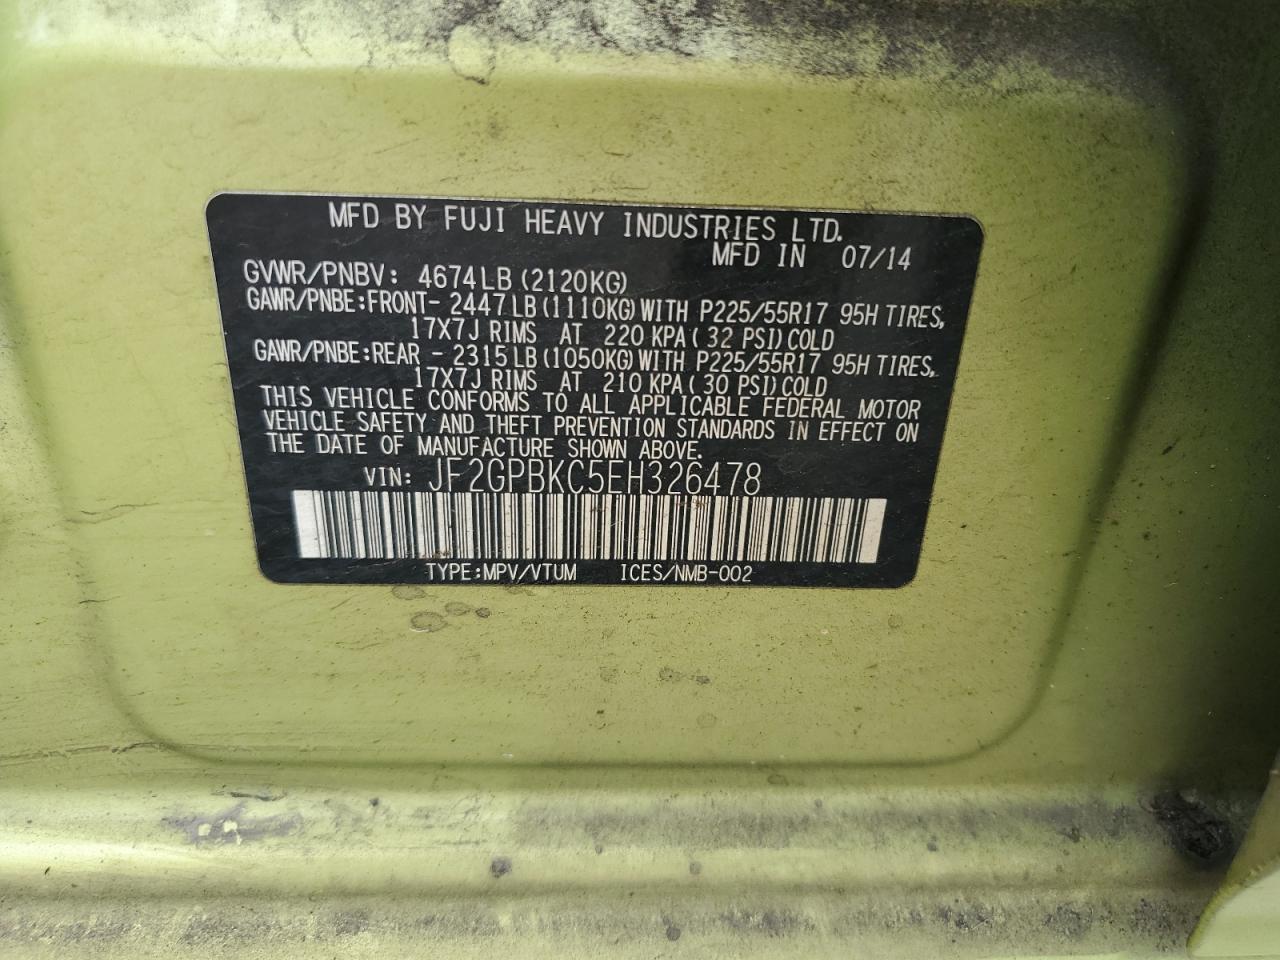 MFD BY FUJI HEAVY INDUSTRIES LTD.
MFD IN 07/14
GVWR/PNBV: 4674LB (2120KG)
GAWR/PNBE:FRONT- 2447LB (1110KG) WITH P225/55R17 95H TIRES,
17X7J RIMS AT 220 KPA ( 32 PSI) COLD
GAWR/PNBE:REAR - 2315LB (1050KG) WITH P225/55R17 95H TIRES,
17X7J RIMS AT 210 KPA ( 30 PSI) COLD
THIS VEHICLE CONFORMS TO ALL APPLICABLE FEDERAL MOTOR
VEHICLE SAFETY AND THEFT PREVENTION STANDARDS IN EFFECT ON
THE DATE OF MANUFACTURE SHOWN ABOVE.
VIN: JF2GPBKC5EH326478
TYPE:MPV/VTUM ICES/NMB-002